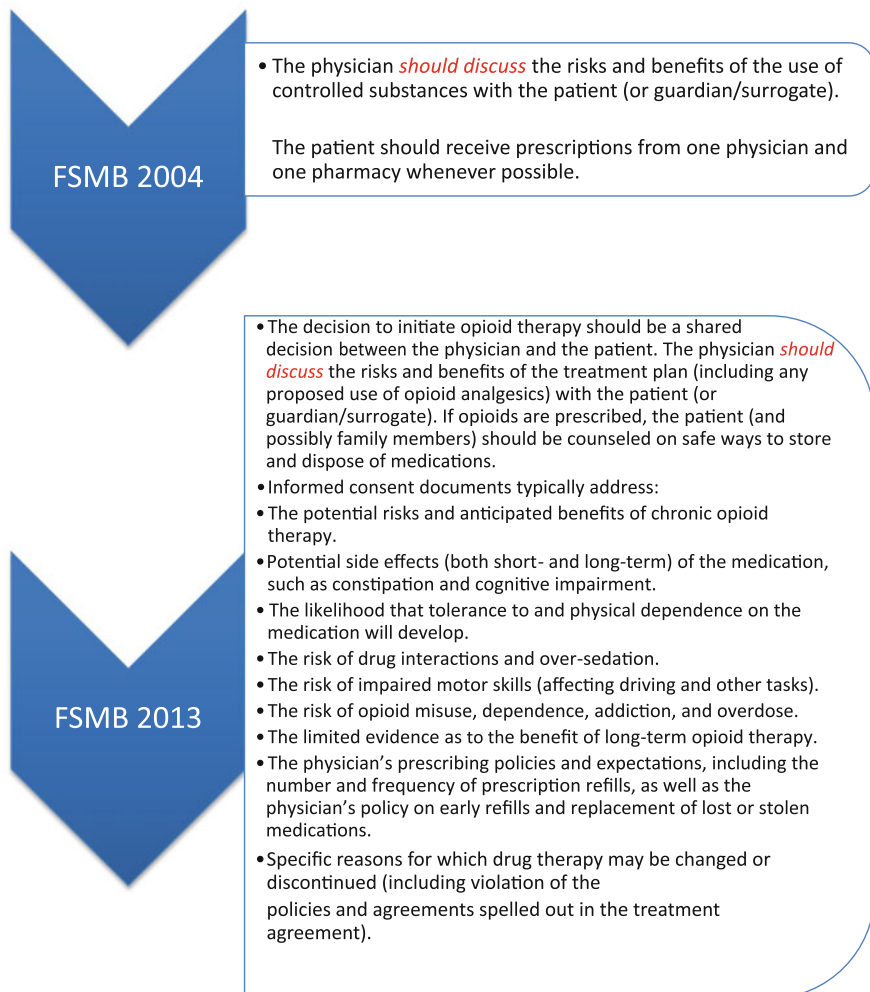 FSMB 2004
• The physician should discuss the risks and benefits of the use of
controlled substances with the patient (or guardian/surrogate).
The patient should receive prescriptions from one physician and
one pharmacy whenever possible.
FSMB 2013
• The decision to initiate opioid therapy should be a shared
decision between the physician and the patient. The physician should
discuss the risks and benefits of the treatment plan (including any
proposed use of opioid analgesics) with the patient (or
guardian/surrogate). If opioids are prescribed, the patient (and
possibly family members) should be counseled on safe ways to store
and dispose of medications.
• Informed consent documents typically address:
• The potential risks and anticipated benefits of chronic opioid
therapy.
• Potential side effects (both short- and long-term) of the medication,
such as constipation and cognitive impairment.
• The likelihood that tolerance to and physical dependence on the
medication will develop.
• The risk of drug interactions and over-sedation.
• The risk of impaired motor skills (affecting driving and other tasks).
• The risk of opioid misuse, dependence, addiction, and overdose.
• The limited evidence as to the benefit of long-term opioid therapy.
• The physician's prescribing policies and expectations, including the
number and frequency of prescription refills, as well as the
physician's policy on early refills and replacement of lost or stolen
medications.
• Specific reasons for which drug therapy may be changed or
discontinued (including violation of the
policies and agreements spelled out in the treatment
agreement).